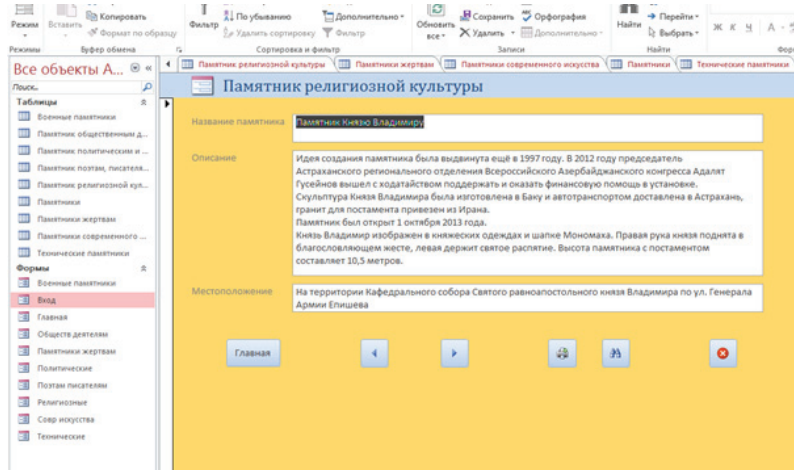 Режим
Вставить
Копировать
Формат по образцу
Фильтр
По убыванию
Удалить сортировку
Дополнительно
Фильтр
Обновить все
Сохранить
Удалить
Орфография
Дополнительно
Найти
Перейти
Выбрать
Ж К Ч А
Режимы
Буфер обмена
Сортировка и фильтр
Записи
Найти
Фор
Все объекты A...
Поиск...
Таблицы
Военные памятники
Памятник общественным д...
Памятник политическим и ...
Памятник поэтам, писателя...
Памятник религиозной кул...
Памятники
Памятники жертвам
Памятники современного ...
Технические памятники
Формы
Военные памятники
Вход
Главная
Обществ деятелям
Памятники жертвам
Политические
Поэтам писателям
Религиозные
Совр искусства
Технические
Памятник религиозной культуры
Памятники жертвам
Памятники современного искусства
Памятники
Технические памятники
Памятник религиозной культуры
Название памятника
Памятник Князю Владимиру
Описание
Идея создания памятника была выдвинута ещё в 1997 году. В 2012 году председатель
Астраханского регионального отделения Всероссийского Азербайджанского конгресса Адалят
Гусейнов вышел с ходатайством поддержать и оказать финансовую помощь в установке.
Скульптура Князя Владимира была изготовлена в Баку и автотранспортом доставлена в Астрахань,
гранит для постамента привезен из Ирана.
Памятник был открыт 1 октября 2013 года.
Князь Владимир изображен в княжеских одеждах и шапке Мономаха. Правая рука князя поднята в
благословляющем жесте, левая держит святое распятие. Высота памятника с постаментом
составляет 10,5 метров.
Местоположение
На территории Кафедрального собора Святого равноапостольного князя Владимира по ул. Генерала
Армии Епишева
Главная